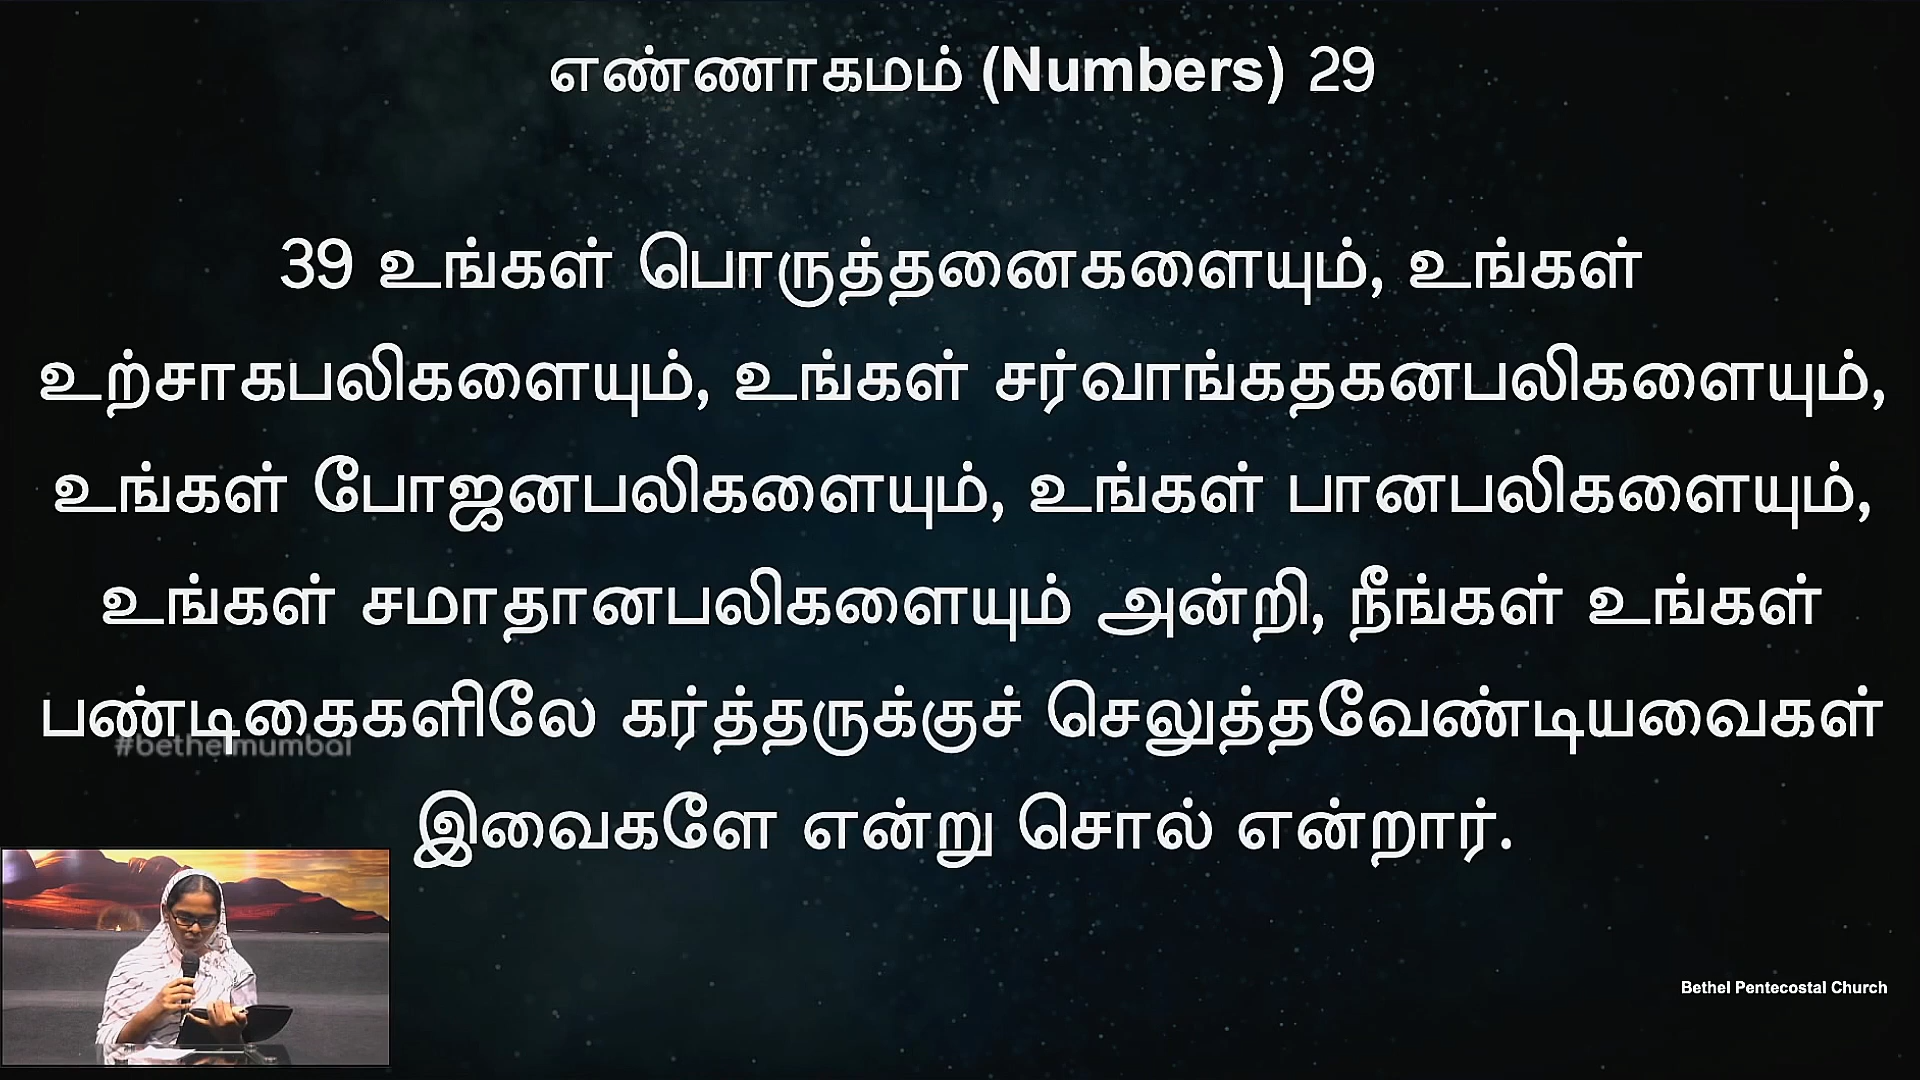 எண்ணாகமம் (Numbers) 29
39 உங்கள் பொருத்தனைகளையும், உங்கள்
உற்சாகபலிகளையும், உங்கள் சர்வாங்கதகனபலிகளையும்,
உங்கள் போஜனபலிகளையும், உங்கள் பானபலிகளையும்,
உங்கள் சமாதானபலிகளையும் அன்றி, நீங்கள் உங்கள்
பண்டிகைகளிலே கர்த்தருக்குச் செலுத்தவேண்டியவைகள்
#bethelmumbai
இவைகளே என்று சொல் என்றார்.
Bethel Pentecostal Church